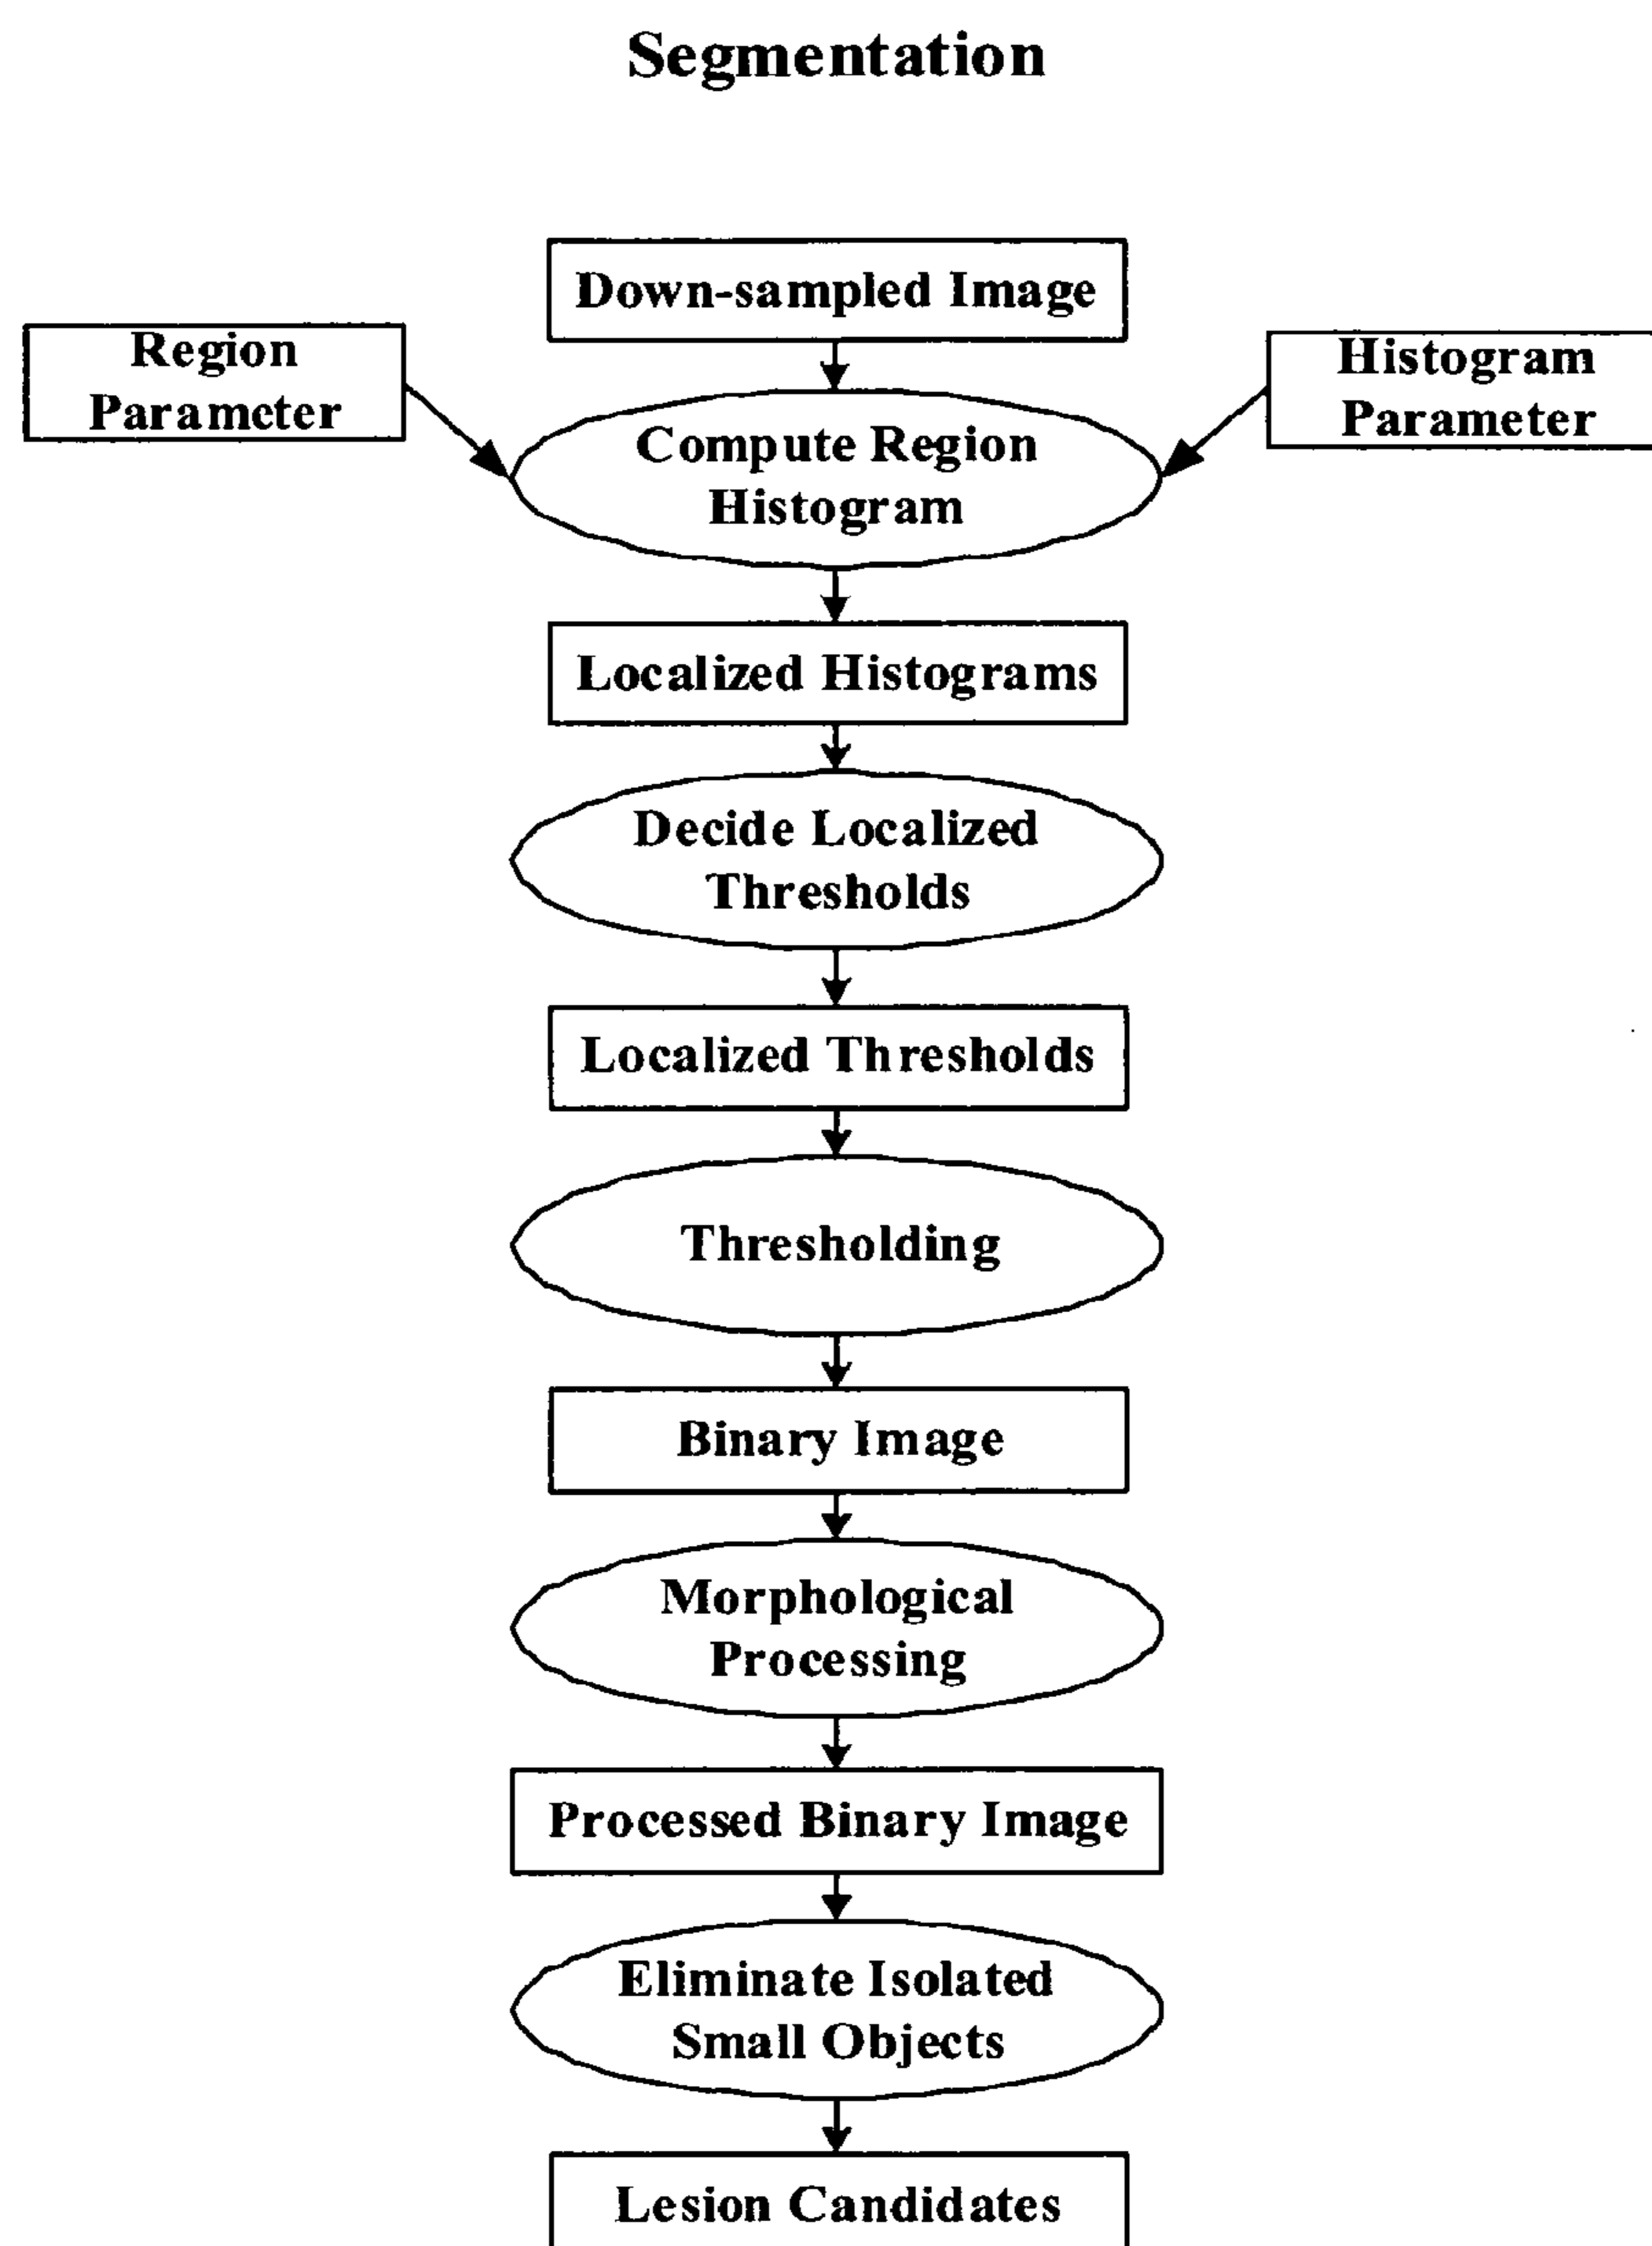 Segmentation
Down-sampled Image
Region
Parameter
Histogram
Parameter
Compute Region
Histogram
Localized Histograms
Decide Localized
Thresholds
Localized Thresholds
Thresholding
Binary Image
Morphological
Processing
Processed Binary Image
Eliminate Isolated
Small Objects
Lesion Candidates